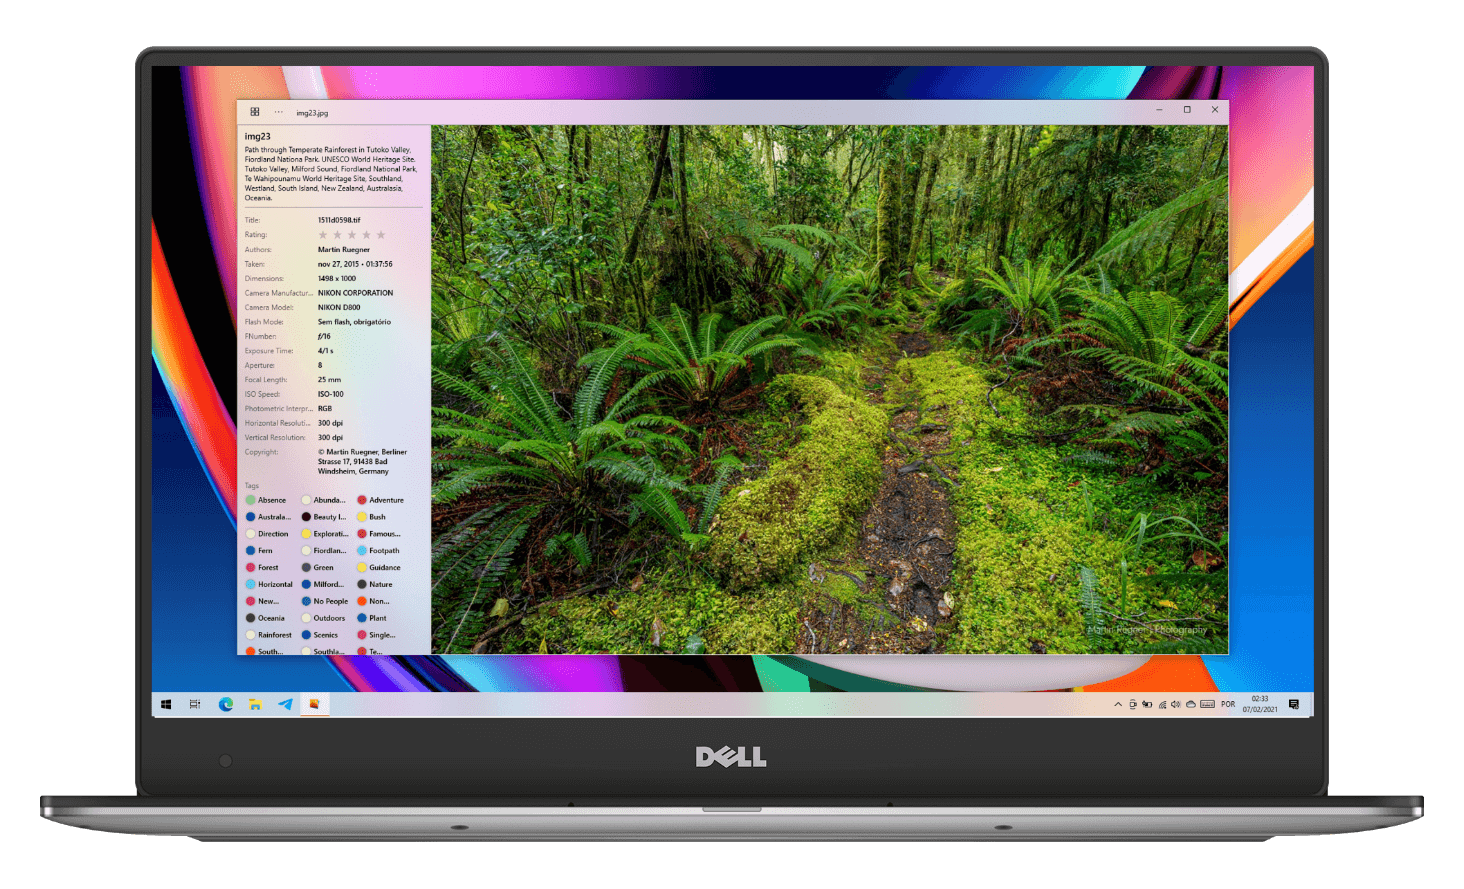 img23.jpg
img23
Path through Temperate Rainforest in Tutoko Valley,
Fiordland Nationa Park. UNESCO World Heritage Site.
Tutoko Valley, Milford Sound, Fiordland National Park,
Te Wahipounamu World Heritage Site, Southland,
Westland, South Island, New Zealand, Australasia,
Oceania.
Title: 1511d0598.tif
Rating:
Authors: Martin Ruegner
Taken: nov 27, 2015 • 01:37:56
Dimensions: 1498 x 1000
Camera Manufactur... NIKON CORPORATION
Camera Model: NIKON D800
Flash Mode: Sem flash, obrigatório
FNumber: f/16
Exposure Time: 4/1 s
Aperture: 8
Focal Length: 25 mm
ISO Speed: ISO-100
Photometric Interpr... RGB
Horizontal Resoluti... 300 dpi
Vertical Resolution: 300 dpi
Copyright: © Martin Ruegner, Berliner
Strasse 17, 91438 Bad
Windsheim, Germany
Tags
Absence Abunda... Adventure
Australa... Beauty I... Bush
Direction Explorati... Famous...
Fern Fiordlan... Footpath
Forest Green Guidance
Horizontal Milford... Nature
New... No People Non...
Oceania Outdoors Plant
Rainforest Scenics Single...
South... Southla... Te...
Martin Ruegner | Photography
POR 02:33
07/02/2021
DELL